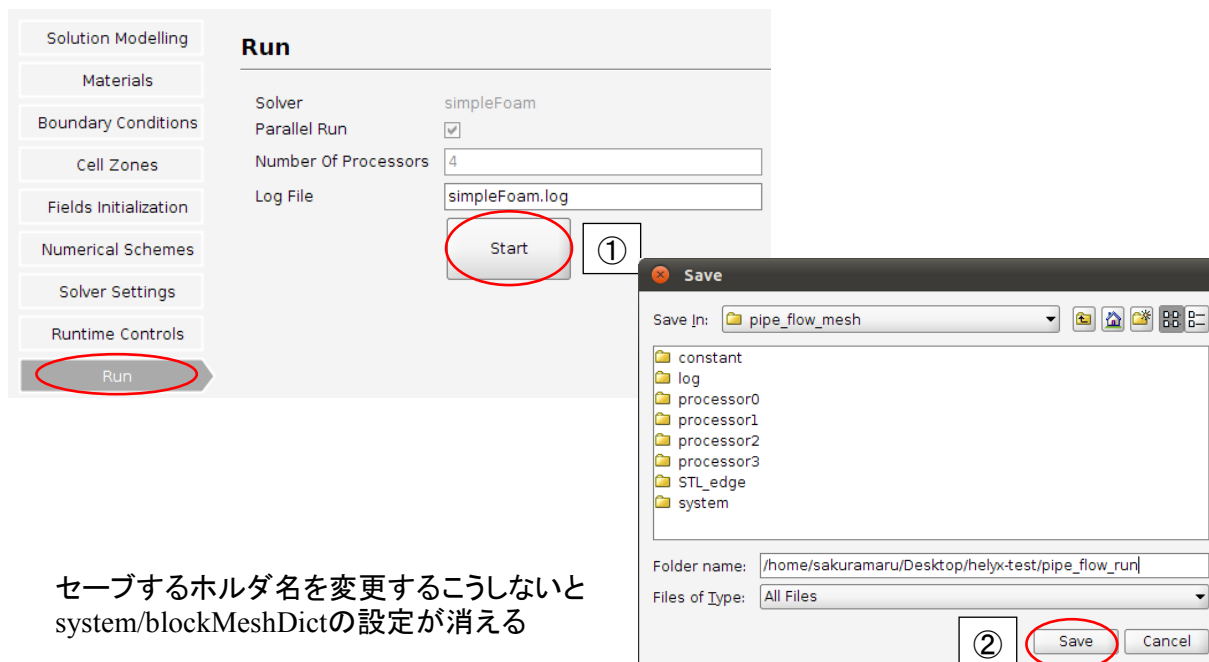 Solution Modelling
Materials
Boundary Conditions
Cell Zones
Fields Initialization
Numerical Schemes
Solver Settings
Runtime Controls
Run
Run
Solver simpleFoam
Parallel Run
Number Of Processors 4
Log File simpleFoam.log
Start
①
Save
Save In: pipe_flow_mesh
constant
log
processor0
processor1
processor2
processor3
STL_edge
system
Folder name: /home/sakuramaru/Desktop/helyx-test/pipe_flow_run
Files of Type: All Files
② Save Cancel
セーブするホルダ名を変更するこうしないと
system/blockMeshDictの設定が消える